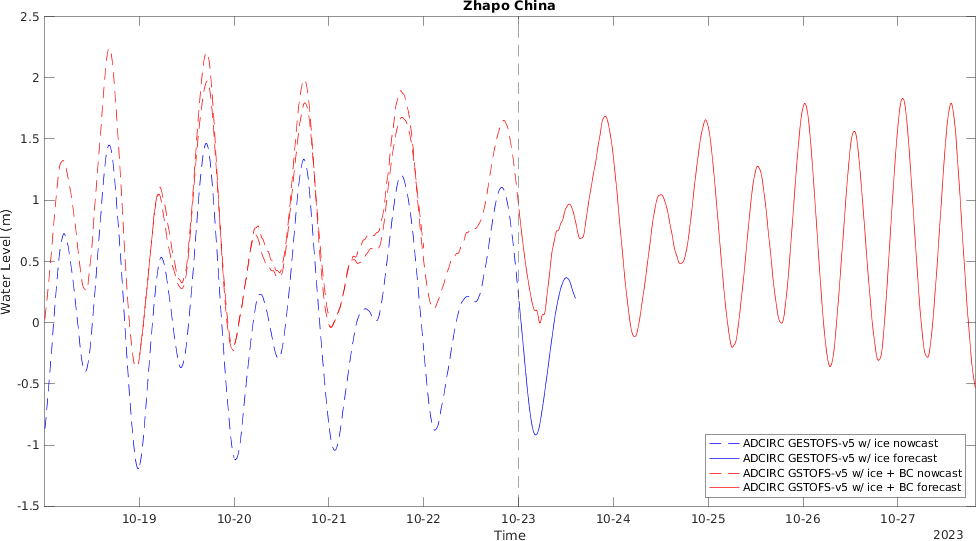 Zhapo China
2.5
2
1.5
1
0.5
0
-0.5
-1
-1.5
Water Level (m)
10-19 10-20 10-21 10-22 10-23 10-24 10-25 10-26 10-27
Time
2023
ADCIRC GESTOFS-v5 w/ ice nowcast
ADCIRC GESTOFS-v5 w/ ice forecast
ADCIRC GSTOFS-v5 w/ ice + BC nowcast
ADCIRC GSTOFS-v5 w/ ice + BC forecast